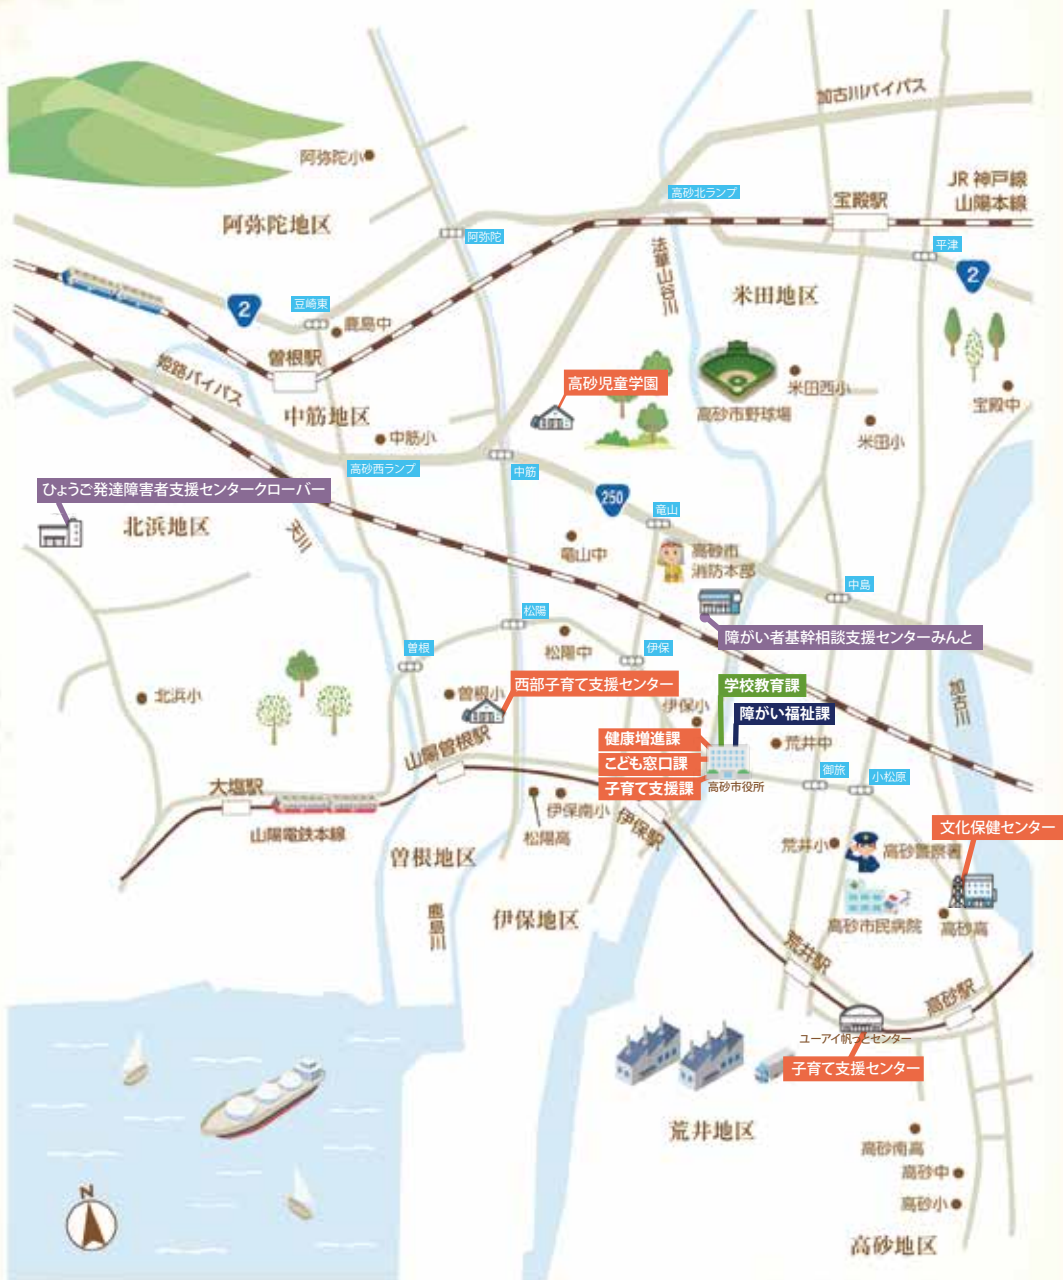 加古川バイパス
阿弥陀小
JR 神戸線
山陽本線
高砂北ランプ
宝殿駅
阿弥陀地区
阿弥陀
法華山谷川
平津
2
米田地区
2
豆崎東
鹿島中
曽根駅
姫路バイパス
高砂児童学園
米田西小
宝殿中
高砂市野球場
中筋地区
中筋小
米田小
高砂西ランプ
中筋
ひょうご発達障害者支援センタークローバー
250
竜山
北浜地区
天川
竜山中
高砂市
消防本部
中島
松陽
障がい者基幹相談支援センターみんと
曽根
松陽中
伊保
北浜小
曽根小
西部子育て支援センター
学校教育課
伊保小
障がい福祉課
加古川
健康増進課
荒井中
こども窓口課
山陽曽根駅
御旅
小松原
子育て支援課
高砂市役所
大塩駅
伊保南小
山陽電鉄本線
松陽高
伊保駅
文化保健センター
荒井小
高砂警察署
曽根地区
鹿島川
伊保地区
高砂市民病院
高砂高
荒井駅
高砂駅
ユーアイ帆っとセンター
子育て支援センター
荒井地区
高砂南高
高砂中
高砂小
N
高砂地区